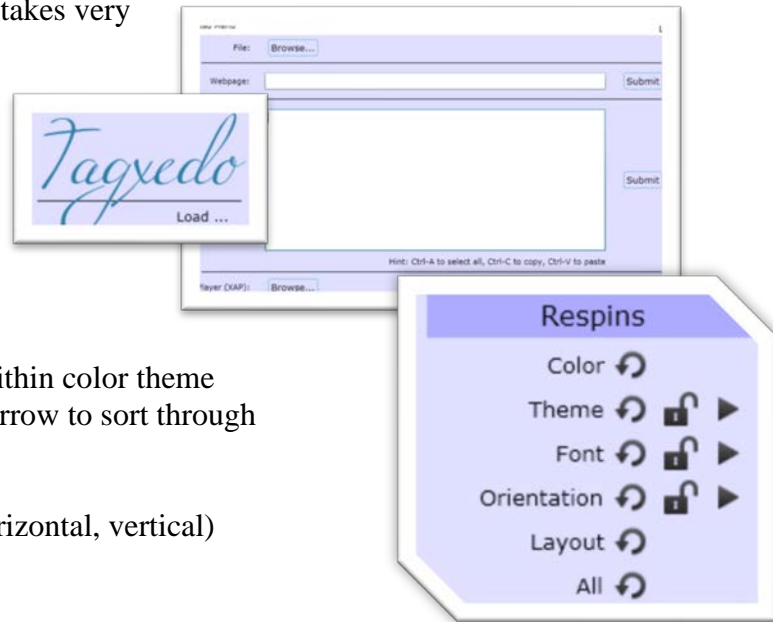 takes very
File: Browse...
Webpage: Submit
Submit
Hint: Ctrl-A to select all, Ctrl-C to copy, Ctrl-V to paste
Player (XAP): Browse...
Tagxedo
Load ...
Respins
Color
Theme
Font
Orientation
Layout
All
ithin color theme
rrow to sort through
rizontal, vertical)